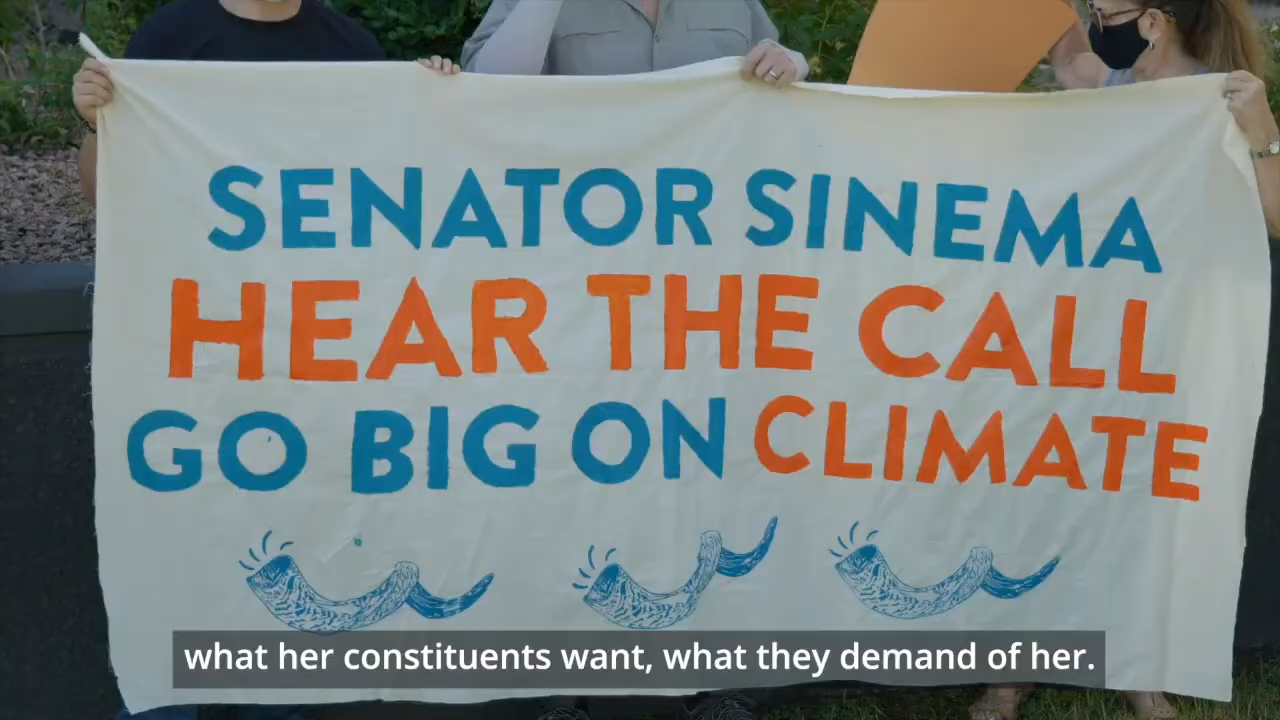 SENATOR SINEMA
HEAR THE CALL
GO BIG ON CLIMATE
what her constituents want, what they demand of her.